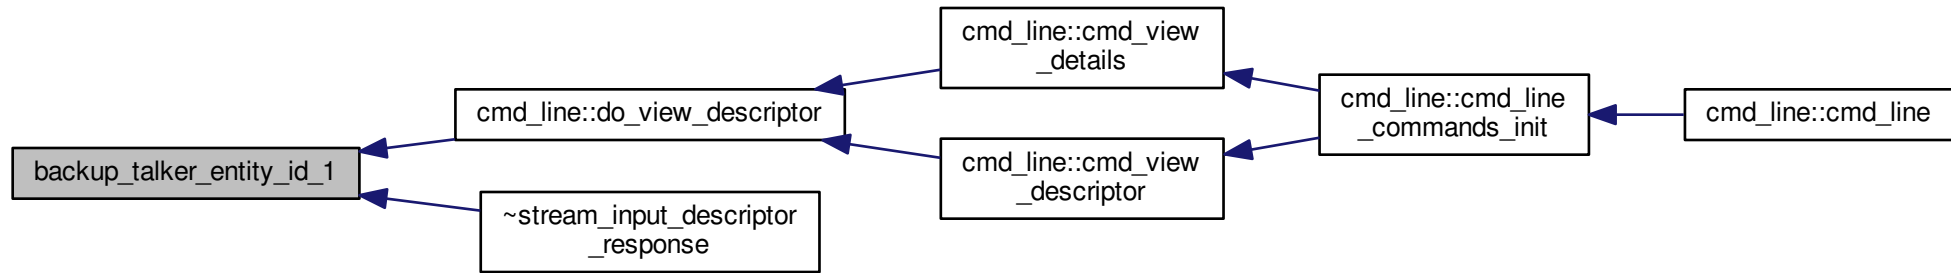 backup_talker_entity_id_1
cmd_line::do_view_descriptor
~stream_input_descriptor
_response
cmd_line::cmd_view
_details
cmd_line::cmd_view
_descriptor
cmd_line::cmd_line
_commands_init
cmd_line::cmd_line